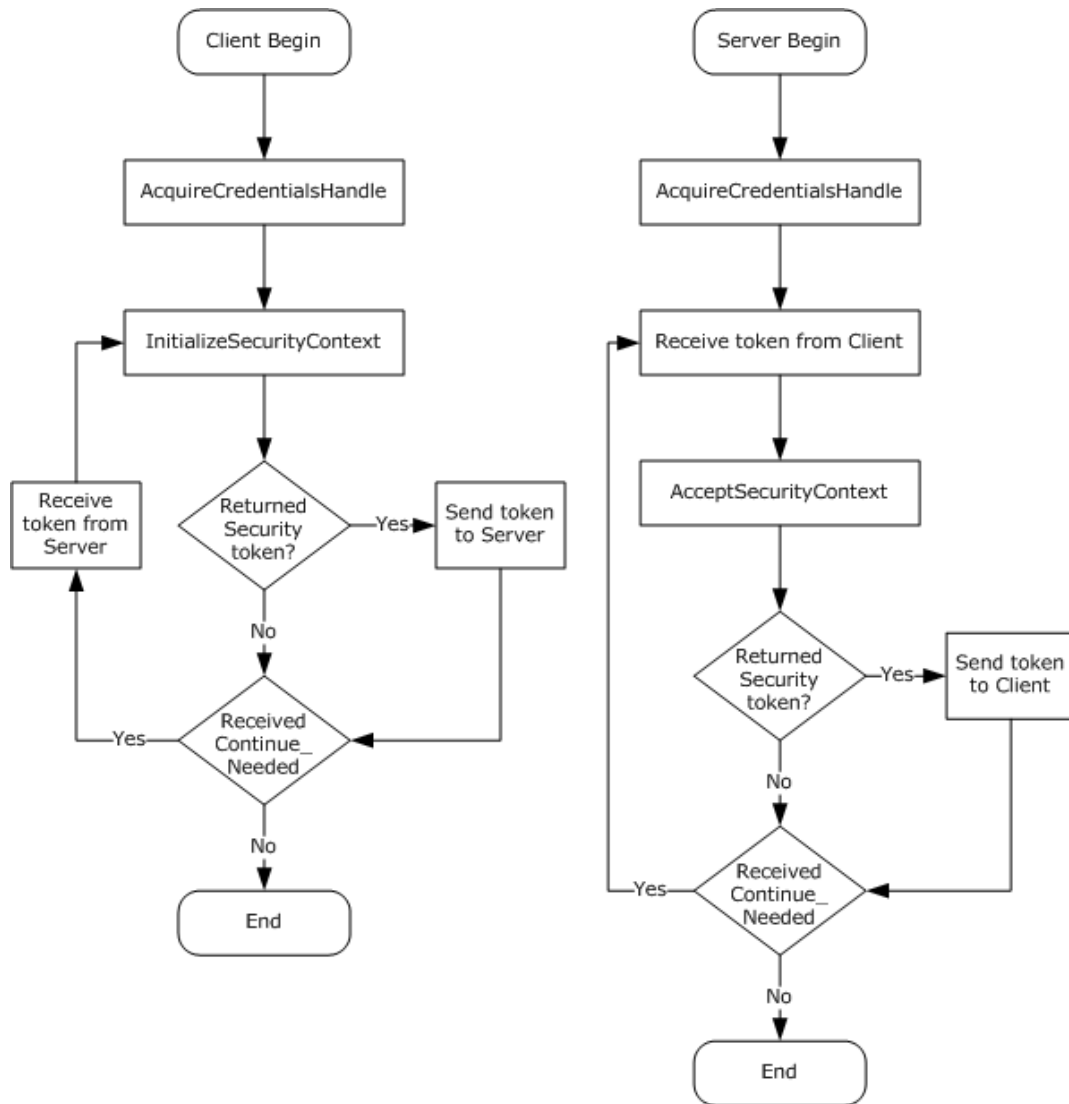 Client Begin
AcquireCredentialsHandle
InitializeSecurityContext
Receive
token from
Server
Returned
Security
token?
Yes
Send token
to Server
No
Received
Continue_
Needed
Yes
No
End
Server Begin
AcquireCredentialsHandle
Receive token from Client
AcceptSecurityContext
Returned
Security
token?
Yes
Send token
to Client
No
Received
Continue_
Needed
Yes
No
End